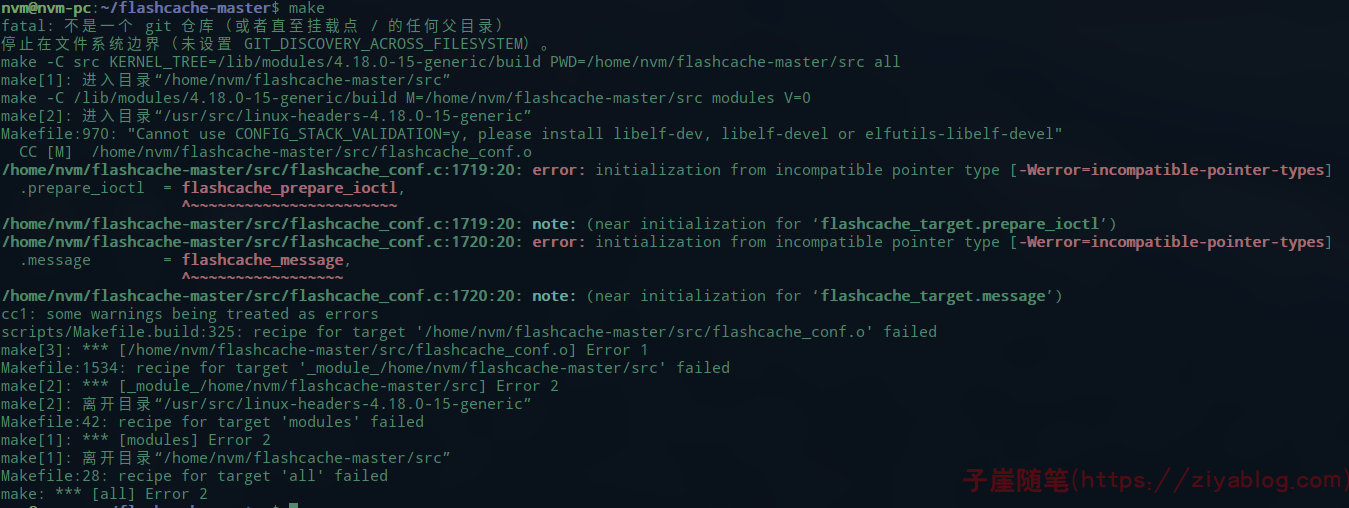 nvm@nvm-pc:~/flashcache-master$ make
fatal: 不是一个 git 仓库（或者直至挂载点 / 的任何父目录）
停止在文件系统边界（未设置 GIT_DISCOVERY_ACROSS_FILESYSTEM）。
make -C src KERNEL_TREE=/lib/modules/4.18.0-15-generic/build PWD=/home/nvm/flashcache-master/src all
make[1]: 进入目录“/home/nvm/flashcache-master/src”
make -C /lib/modules/4.18.0-15-generic/build M=/home/nvm/flashcache-master/src modules V=0
make[2]: 进入目录“/usr/src/linux-headers-4.18.0-15-generic”
Makefile:970: "Cannot use CONFIG_STACK_VALIDATION=y, please install libelf-dev, libelf-devel or elfutils-libelf-devel"
  CC [M]  /home/nvm/flashcache-master/src/flashcache_conf.o
/home/nvm/flashcache-master/src/flashcache_conf.c:1719:20: error: initialization from incompatible pointer type [-Werror=incompatible-pointer-types]
  .prepare_ioctl  = flashcache_prepare_ioctl,
                    ^~~~~~~~~~~~~~~~~~~~~~~~
/home/nvm/flashcache-master/src/flashcache_conf.c:1719:20: note: (near initialization for ‘flashcache_target.prepare_ioctl’)
/home/nvm/flashcache-master/src/flashcache_conf.c:1720:20: error: initialization from incompatible pointer type [-Werror=incompatible-pointer-types]
  .message        = flashcache_message,
                    ^~~~~~~~~~~~~~~~~~
/home/nvm/flashcache-master/src/flashcache_conf.c:1720:20: note: (near initialization for ‘flashcache_target.message’)
cc1: some warnings being treated as errors
scripts/Makefile.build:325: recipe for target '/home/nvm/flashcache-master/src/flashcache_conf.o' failed
make[3]: *** [/home/nvm/flashcache-master/src/flashcache_conf.o] Error 1
Makefile:1534: recipe for target '_module_/home/nvm/flashcache-master/src' failed
make[2]: *** [_module_/home/nvm/flashcache-master/src] Error 2
make[2]: 离开目录“/usr/src/linux-headers-4.18.0-15-generic”
Makefile:42: recipe for target 'modules' failed
make[1]: *** [modules] Error 2
make[1]: 离开目录“/home/nvm/flashcache-master/src”
Makefile:28: recipe for target 'all' failed
make: *** [all] Error 2
子崖随笔(https://ziyablog.com)